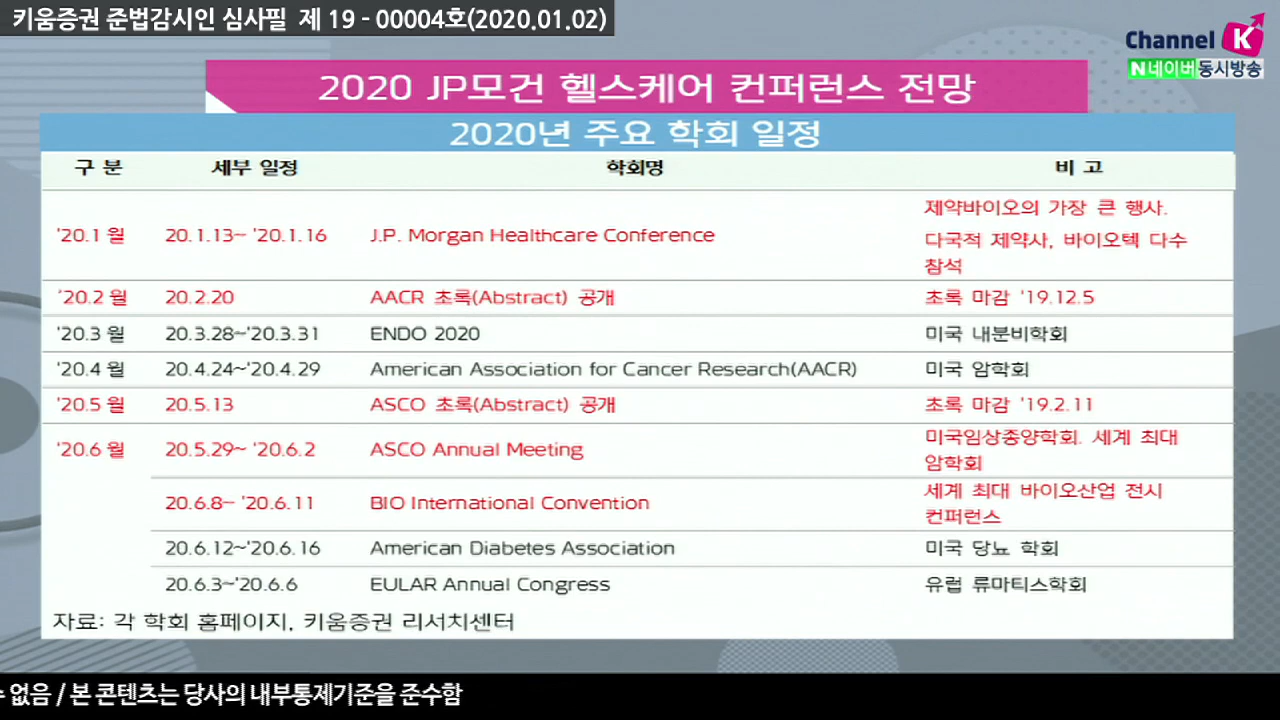 키움증권 준법감시인 심사필 제 19 - 00004호(2020.01.02)
Channel K
N네이버 동시방송
2020 JP모건 헬스케어 컨퍼런스 전망
2020년 주요 학회 일정
구 분 세부 일정 학회명 비 고
제약바이오의 가장 큰 행사.
'20.1 월 20.1.13~ '20.1.16 J.P. Morgan Healthcare Conference 다국적 제약사, 바이오텍 다수
참석
'20.2 월 20.2.20 AACR 초록(Abstract) 공개 초록 마감 '19.12.5
'20.3 월 20.3.28~'20.3.31 ENDO 2020 미국 내분비학회
'20.4 월 20.4.24~'20.4.29 American Association for Cancer Research(AACR) 미국 암학회
'20.5 월 20.5.13 ASCO 초록(Abstract) 공개 초록 마감 '19.2.11
'20.6 월 20.5.29~ '20.6.2 ASCO Annual Meeting 미국임상종양학회. 세계 최대
암학회
20.6.8~ '20.6.11 BIO International Convention 세계 최대 바이오산업 전시
컨퍼런스
20.6.12~'20.6.16 American Diabetes Association 미국 당뇨 학회
20.6.3~'20.6.6 EULAR Annual Congress 유럽 류마티스학회
자료: 각 학회 홈페이지, 키움증권 리서치센터
없음 / 본 콘텐츠는 당사의 내부통제기준을 준수함